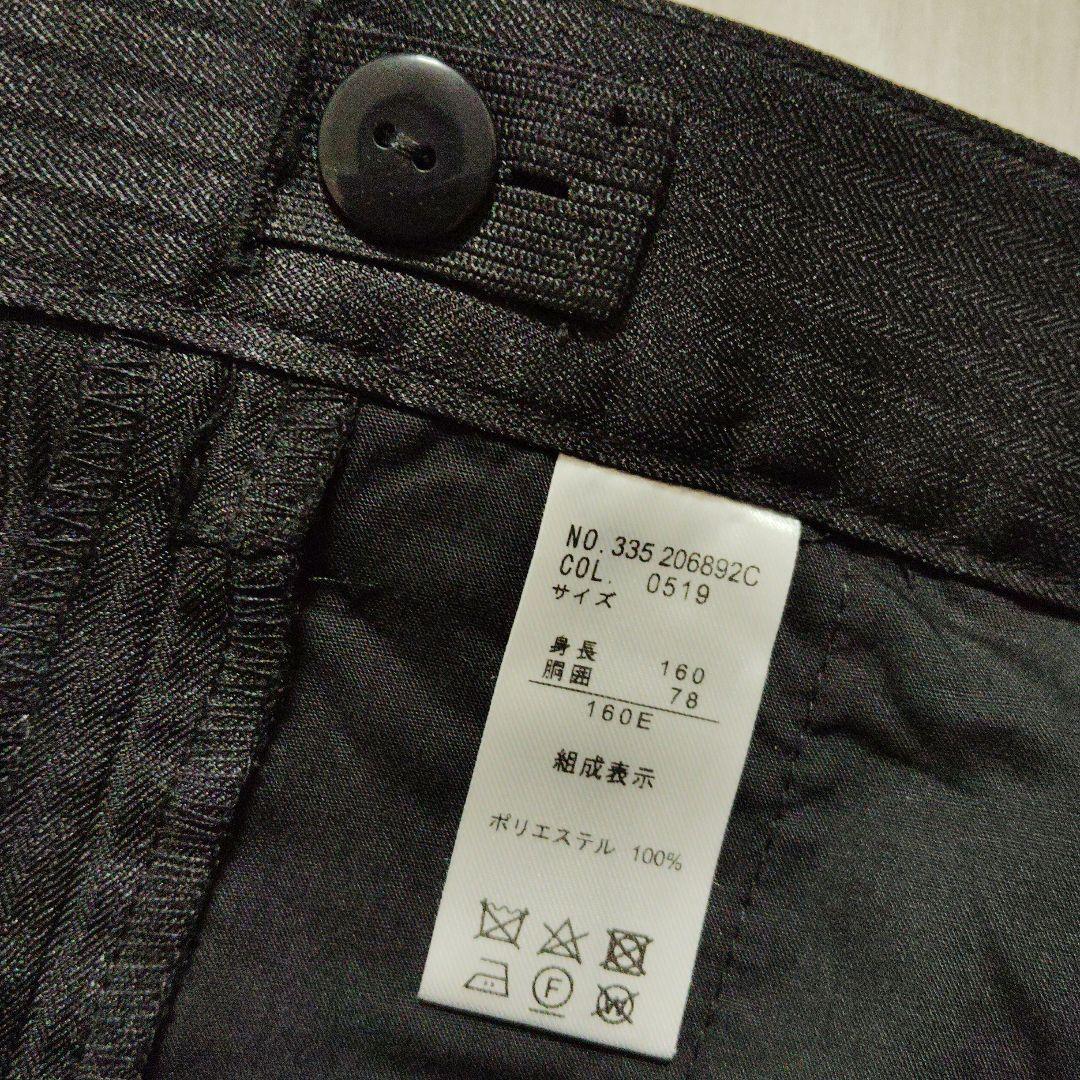 NO. 335 206892C
COL. 0519
サイズ
身長 160
胴囲 78
160E
組成表示
ポリエステル 100%
F
W